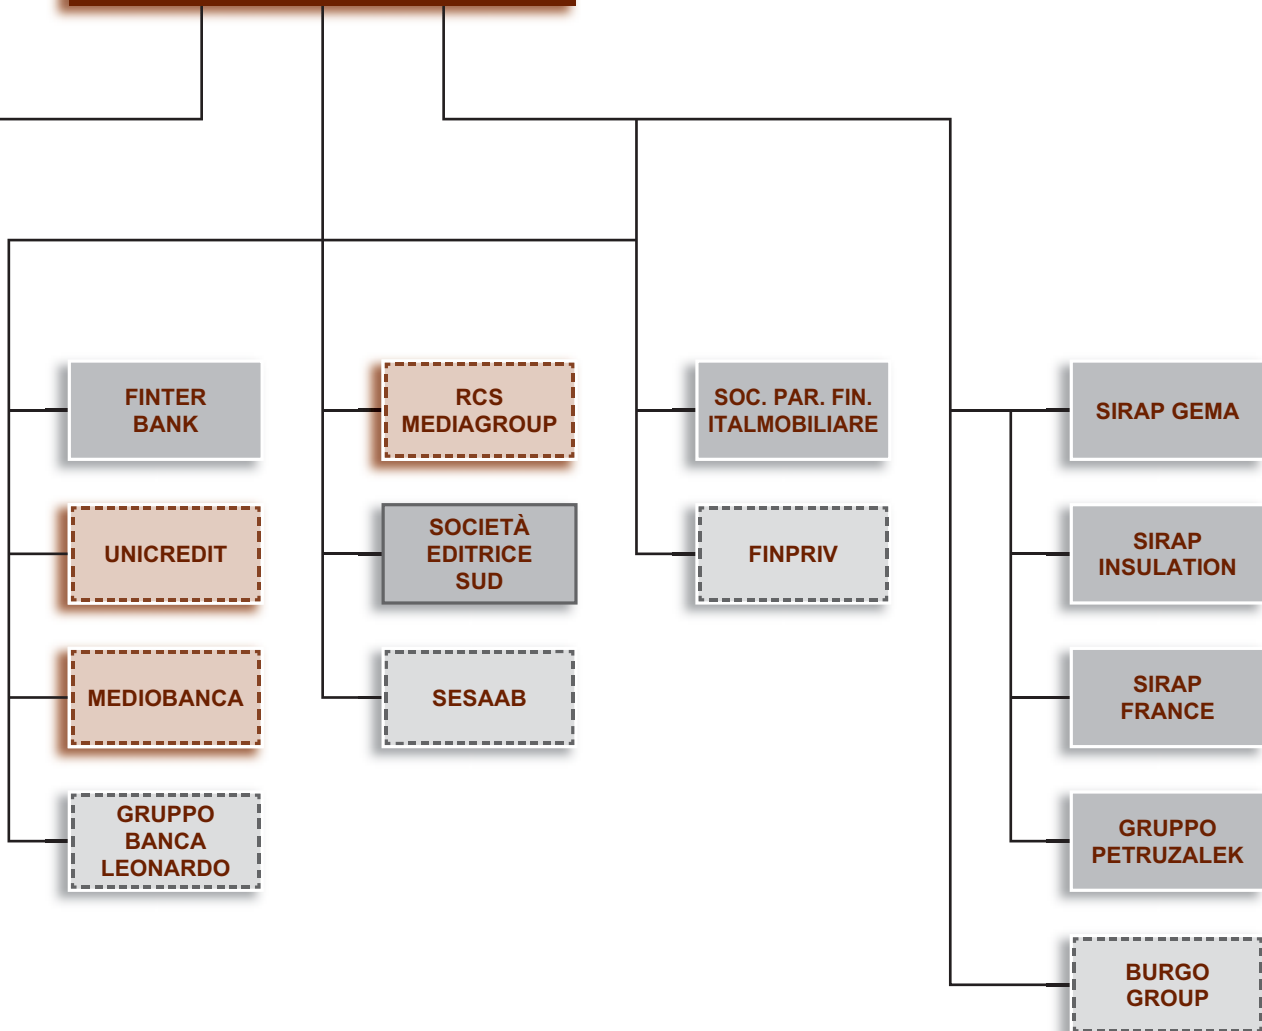 FINTER
BANK
UNICREDIT
MEDIOBANCA
GRUPPO
BANCA
LEONARDO
RCS
MEDIAGROUP
SOCIETÀ
EDITRICE
SUD
SESAAB
SOC. PAR. FIN.
ITALMOBILIARE
FINPRIV
SIRAP GEMA
SIRAP
INSULATION
SIRAP
FRANCE
GRUPPO
PETRUZALEK
BURGO
GROUP